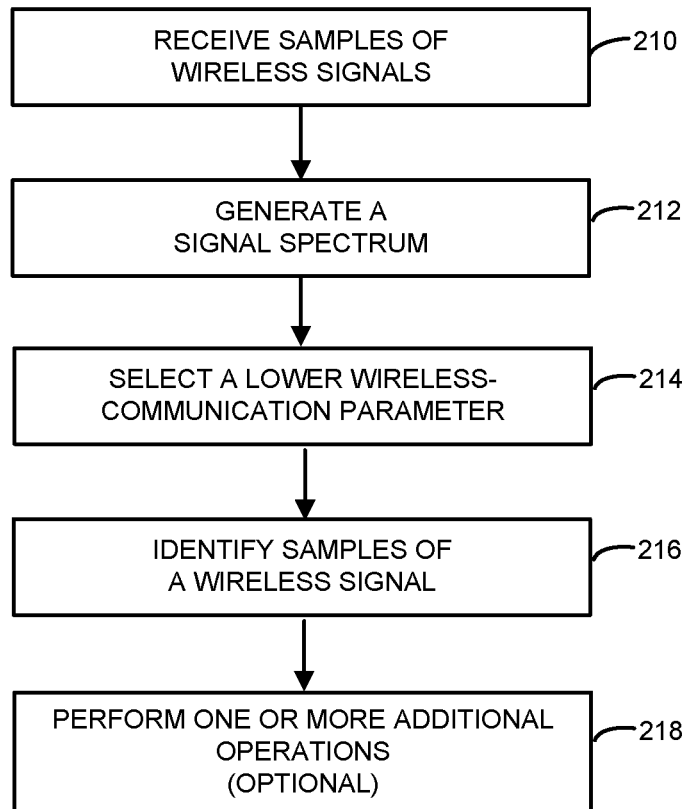 RECEIVE SAMPLES OF
WIRELESS SIGNALS
210
GENERATE A
SIGNAL SPECTRUM
212
SELECT A LOWER WIRELESS-
COMMUNICATION PARAMETER
214
IDENTIFY SAMPLES OF
A WIRELESS SIGNAL
216
PERFORM ONE OR MORE ADDITIONAL
OPERATIONS
(OPTIONAL)
218